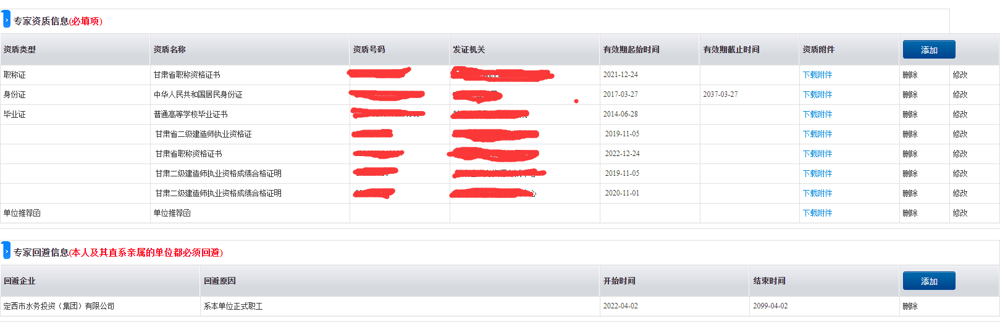 专家资质信息(必填项)
资质类型 资质名称 资质号码 发证机关 有效期起始时间 有效期截止时间 资质附件 添加
职称证 甘肃省职称资格证书 2021-12-24 下载附件 删除 修改
身份证 中华人民共和国居民身份证 2017-03-27 2037-03-27 下载附件 删除 修改
毕业证 普通高等学校毕业证书 2014-06-28 下载附件 删除 修改
甘肃省二级建造师执业资格证 2019-11-05 下载附件 删除 修改
甘肃省职称资格证书 2022-12-24 下载附件 删除 修改
甘肃二级建造师执业资格成绩合格证明 2019-11-05 下载附件 删除 修改
甘肃二级建造师执业资格成绩合格证明 2020-11-01 下载附件 删除 修改
单位推荐函 单位推荐函 下载附件 删除 修改
专家回避信息(本人及其直系亲属的单位都必须回避)
回避企业 回避原因 开始时间 结束时间 添加
定西市水务投资（集团）有限公司 系本单位正式职工 2022-04-02 2099-04-02 删除